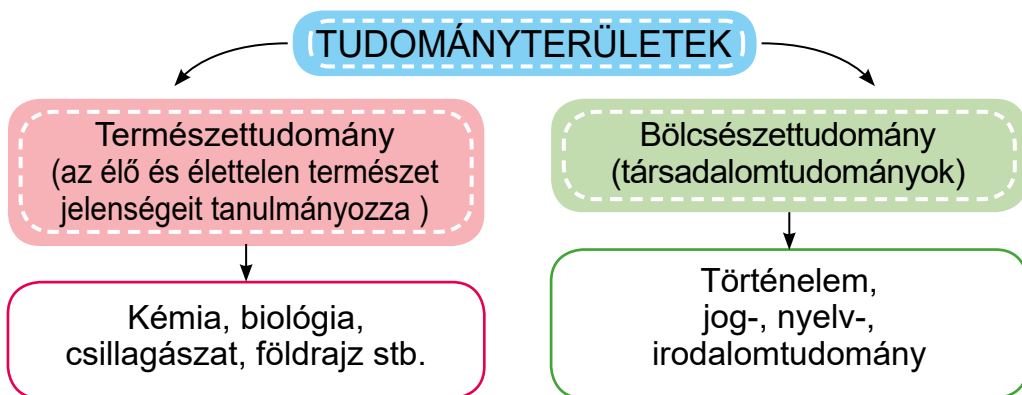 TUDOMÁNYTERÜLETEK
Természettudomány
(az élő és élettelen természet
jelenségeit tanulmányozza )
Bölcsészettudomány
(társadalomtudományok)
Kémia, biológia,
csillagászat, földrajz stb.
Történelem,
jog-, nyelv-,
irodalomtudomány